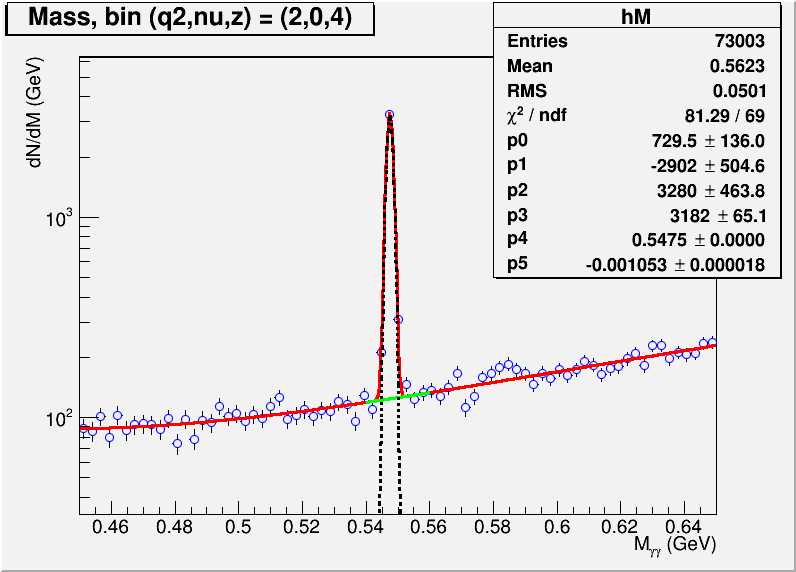 Mass, bin (q2,nu,z) = (2,0,4)
hM
Entries 73003
Mean 0.5623
RMS 0.0501
χ² / ndf 81.29 / 69
p0 729.5 ± 136.0
p1 -2902 ± 504.6
p2 3280 ± 463.8
p3 3182 ± 65.1
p4 0.5475 ± 0.0000
p5 -0.001053 ± 0.000018
dN/dM (GeV)
10³
10²
0.46 0.48 0.5 0.52 0.54 0.56 0.58 0.6 0.62 0.64
Mγγ (GeV)